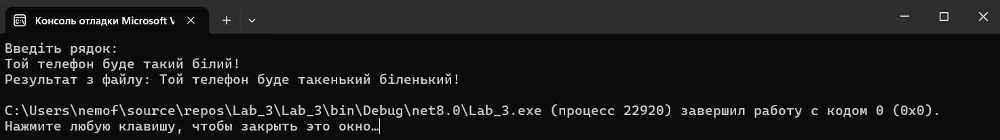 Консоль отладки Microsoft V
Введіть рядок:
Той телефон буде такий білий!
Результат з файлу: Той телефон буде такенький біленький!
C:\Users\nemof\source\repos\Lab_3\Lab_3\bin\Debug\net8.0\Lab_3.exe (процесс 22920) завершил работу с кодом 0 (0x0).
Нажмите любую клавишу, чтобы закрыть это окно…